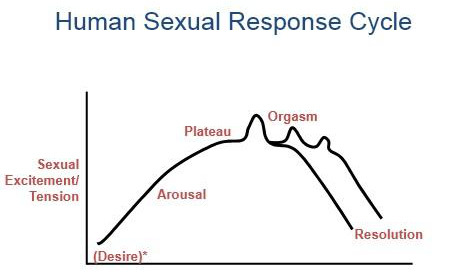 Human Sexual Response Cycle
Orgasm
Plateau
Sexual
Excitement/
Tension
Arousal
Resolution
(Desire)*